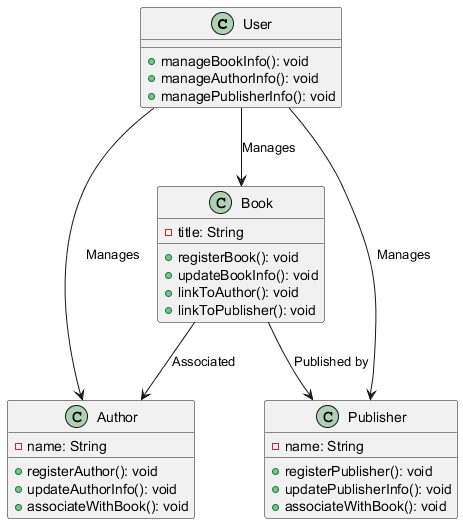 C User
manageBookInfo(): void
manageAuthorInfo(): void
managePublisherInfo(): void
Manages
C Book
title: String
registerBook(): void
updateBookInfo(): void
linkToAuthor(): void
linkToPublisher(): void
Manages
Manages
Associated
Published by
C Author
name: String
registerAuthor(): void
updateAuthorInfo(): void
associateWithBook(): void
C Publisher
name: String
registerPublisher(): void
updatePublisherInfo(): void
associateWithBook(): void